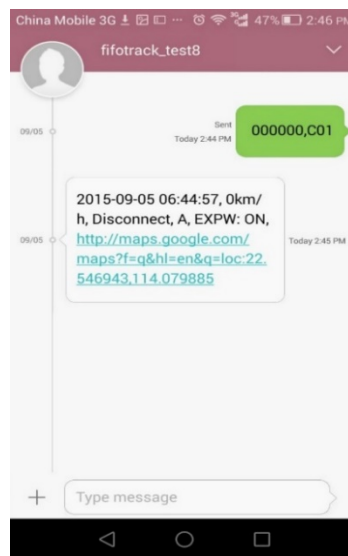 China Mobile 3G ... 3G 47% 2:46 PM
fifotrack_test8
Sent
09/05
Today 2:44 PM
000000,C01
2015-09-05 06:44:57, 0km/
h, Disconnect, A, EXPW: ON,
09/05
http://maps.google.com/
Today 2:45 PM
maps?f=q&hl=en&q=loc:22.
546943,114.079885
Type message